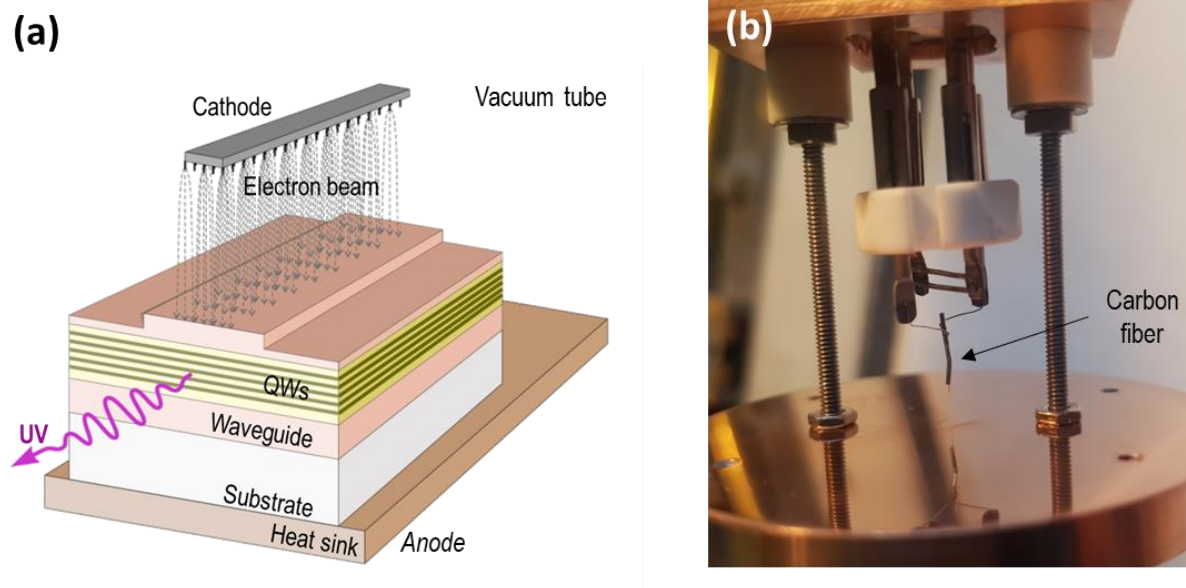 (a)
Cathode
Vacuum tube
Electron beam
QWs
Waveguide
UV
Substrate
Heat sink
Anode
(b)
Carbon
fiber